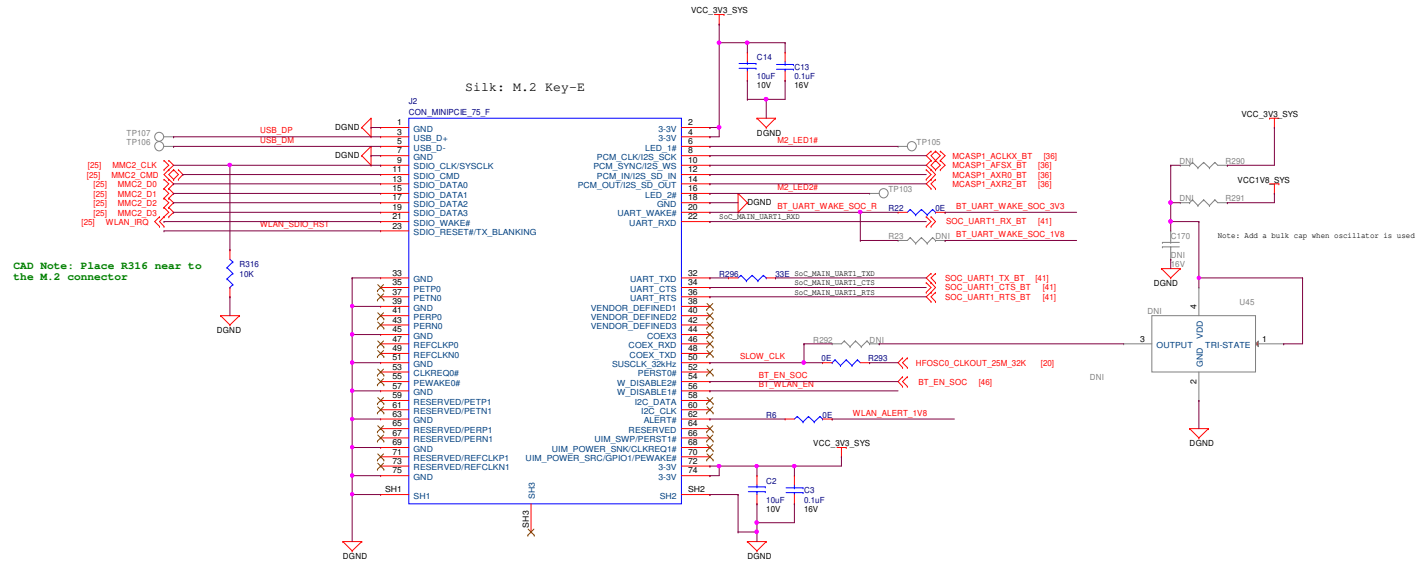 VCC_3V3_SYS
C14
10uF
10V
C13
0.1uF
16V
DGND
Silk: M.2 Key-E
J2
CON_MINIPCIE_75_F
TP107
USB_DP
TP106
USB_DM
DGND
DGND
[25] MMC2_CLK
[25] MMC2_CMD
[25] MMC2_D0
[25] MMC2_D1
[25] MMC2_D2
[25] MMC2_D3
[25] WLAN_IRQ
WLAN_SDIO_RST
CAD Note: Place R316 near to
the M.2 connector
R316
10K
DGND
1 GND
3 USB_D+
5 USB_D-
7 GND
9 SDIO_CLK/SYSCLK
11 SDIO_CMD
13 SDIO_DATA0
15 SDIO_DATA1
17 SDIO_DATA2
19 SDIO_DATA3
21 SDIO_WAKE#
23 SDIO_RESET#/TX_BLANKING
33 GND
35 PETP0
37 PETN0
39 GND
41 PERP0
43 PERN0
45 GND
47 REFCLKP0
49 REFCLKN0
51 GND
53 CLKREQ0#
55 PEWAKE0#
57 GND
59 RESERVED/PETP1
61 RESERVED/PETN1
63 GND
65 RESERVED/PERP1
67 RESERVED/PERN1
69 GND
71 RESERVED/REFCLKP1
73 RESERVED/REFCLKN1
75 GND
SH1 SH1
SH3
SH3
DGND
3-3V 2
3-3V 4
LED_1# 6
PCM_CLK/I2S_SCK 8
PCM_SYNC/I2S_WS 10
PCM_IN/I2S_SD_IN 12
PCM_OUT/I2S_SD_OUT 14
LED_2# 16
GND 18
UART_WAKE# 20
UART_RXD 22
UART_TXD 32
UART_CTS 34
UART_RTS 36
VENDOR_DEFINED1 38
VENDOR_DEFINED2 40
VENDOR_DEFINED3 42
COEX3 44
COEX_RXD 46
COEX_TXD 48
SUSCLK_32kHz 50
PERST0# 52
W_DISABLE2# 54
W_DISABLE1# 56
I2C_DATA 58
I2C_CLK 60
ALERT# 62
RESERVED 64
UIM_SWP/PERST1# 66
UIM_POWER_SNK/CLKREQ1# 68
UIM_POWER_SRC/GPIO1/PEWAKE# 70
3-3V 72
3-3V 74
SH2 SH2
M2_LED1#
TP105
MCASP1_ACLKX_BT [36]
MCASP1_AFSX_BT [36]
MCASP1_AXR0_BT [36]
MCASP1_AXR2_BT [36]
M2_LED2#
TP103
DGND
BT_UART_WAKE_SOC_R
R22
0E
BT_UART_WAKE_SOC_3V3
SoC_MAIN_UART1_RXD
SOC_UART1_RX_BT [41]
R23
DNI
BT_UART_WAKE_SOC_1V8
R296
33E
SoC_MAIN_UART1_TXD
SOC_UART1_TX_BT [41]
SoC_MAIN_UART1_CTS
SOC_UART1_CTS_BT [41]
SoC_MAIN_UART1_RTS
SOC_UART1_RTS_BT [41]
R292
DNI
SLOW_CLK
0E
R293
HFOSC0_CLKOUT_25M_32K [20]
BT_EN_SOC
BT_EN_SOC [46]
BT_WLAN_EN
R6
0E
WLAN_ALERT_1V8
VCC_3V3_SYS
C2
10uF
10V
C3
0.1uF
16V
DGND
VCC_3V3_SYS
DNI
R290
VCC1V8_SYS
DNI
R291
C170
DNI
16V
DGND
Note: Add a bulk cap when oscillator is used
U45
DNI
4
VDD
3 OUTPUT
TRI-STATE 1
GND
2
DNI
DGND